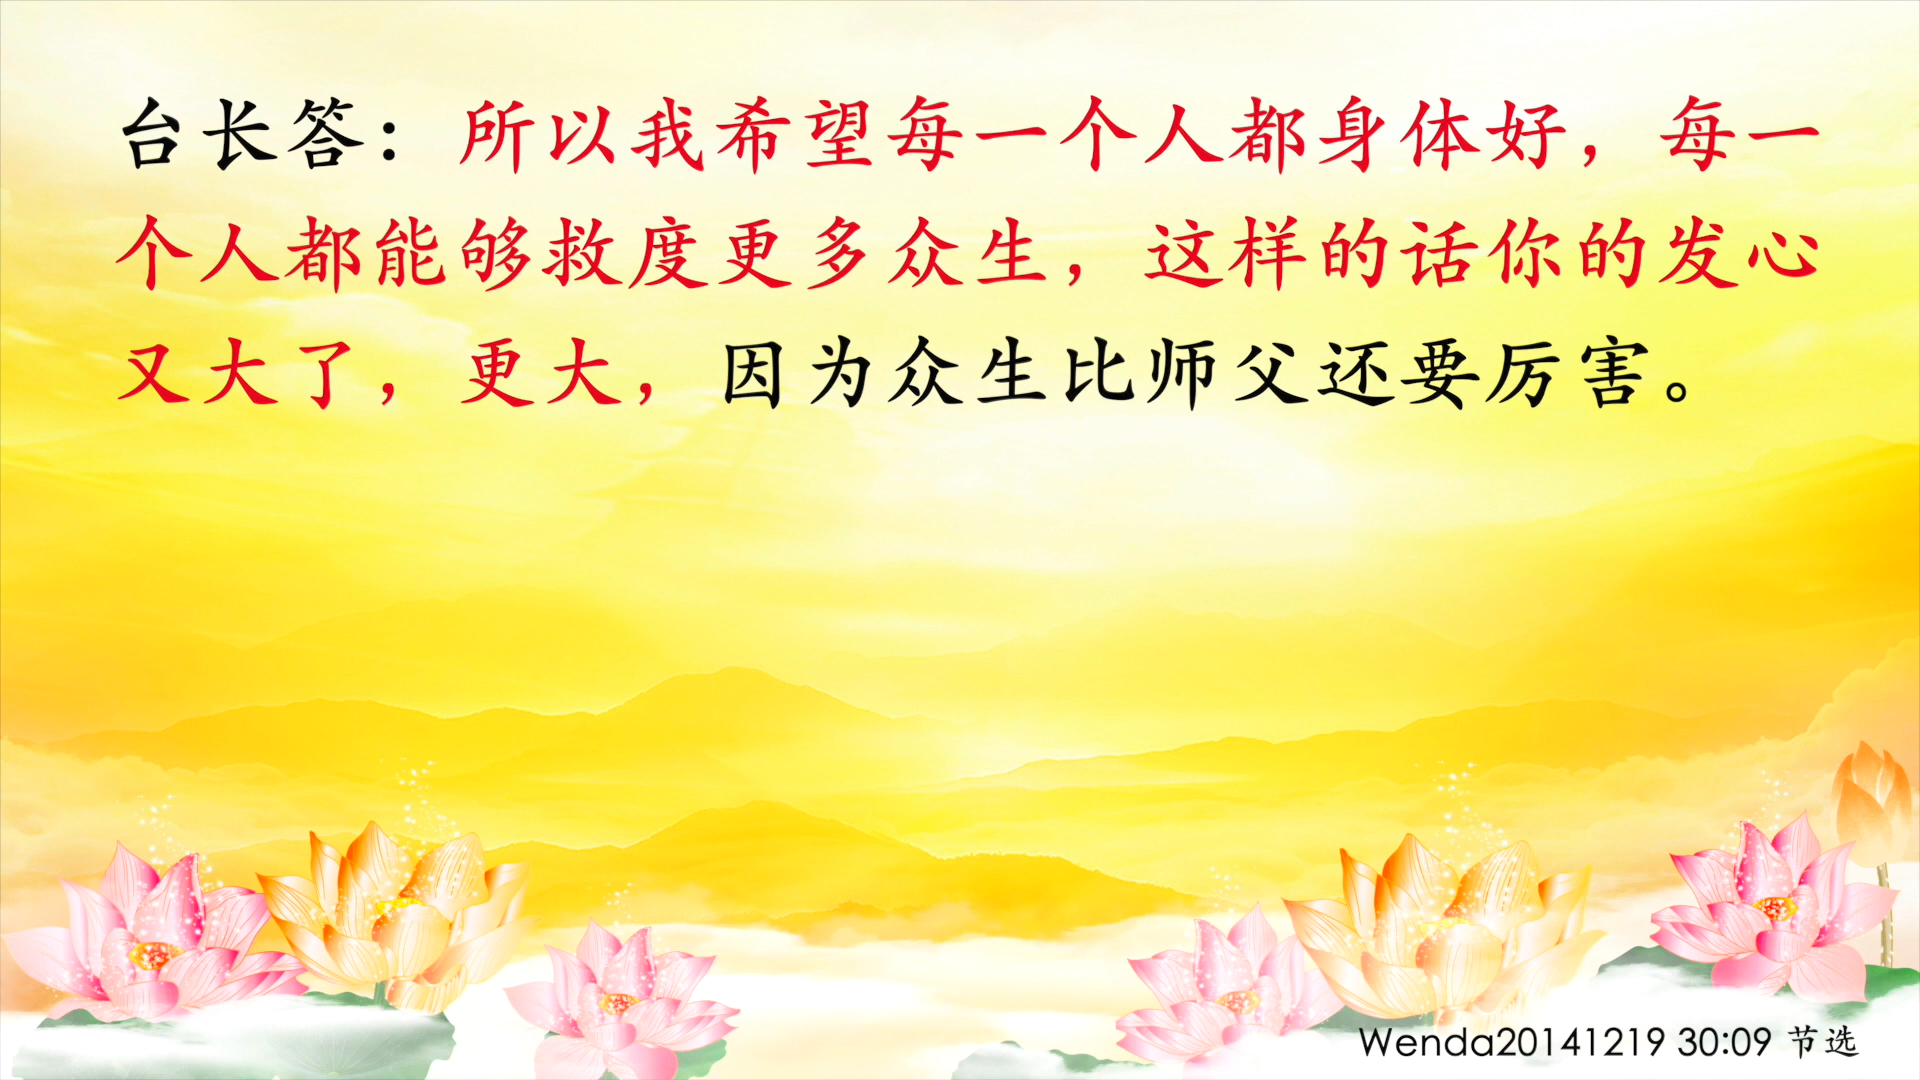 台长答：所以我希望每一个人都身体好，每一
个人都能够救度更多众生，这样的话你的发心
又大了，更大，因为众生比师父还要厉害。
Wenda20141219 30:09 节选